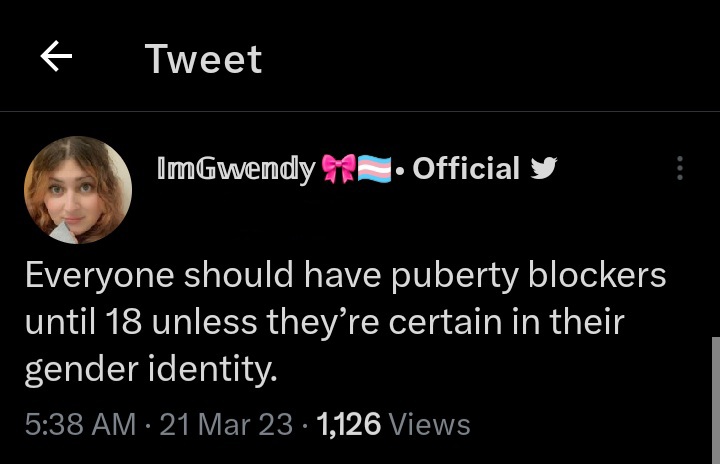 Tweet
𝕀𝕞𝔾𝕨𝕖𝕟𝕕𝕪 🎀🏳️‍⚧️• Official
Everyone should have puberty blockers
until 18 unless they’re certain in their
gender identity.
5:38 AM · 21 Mar 23 · 1,126 Views